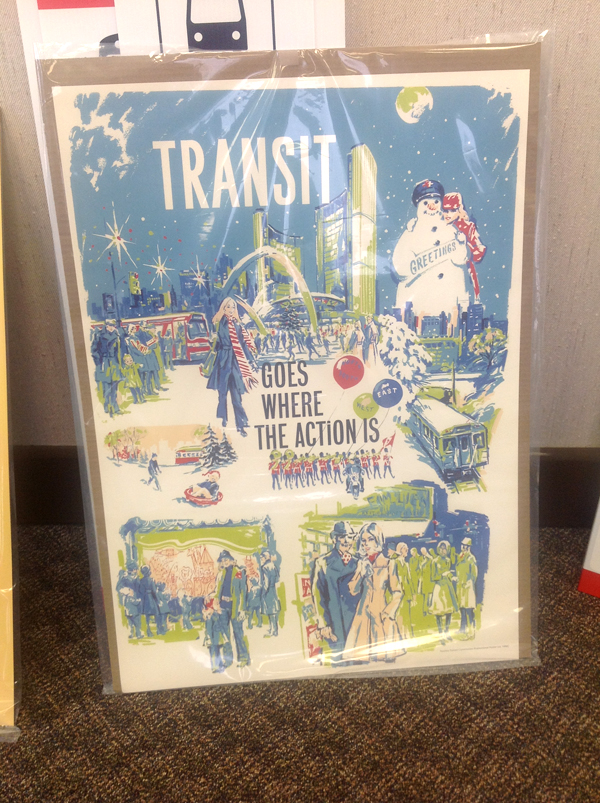 TRANSIT
GREETINGS
GOES
WHERE
THE ACTION IS
EAST